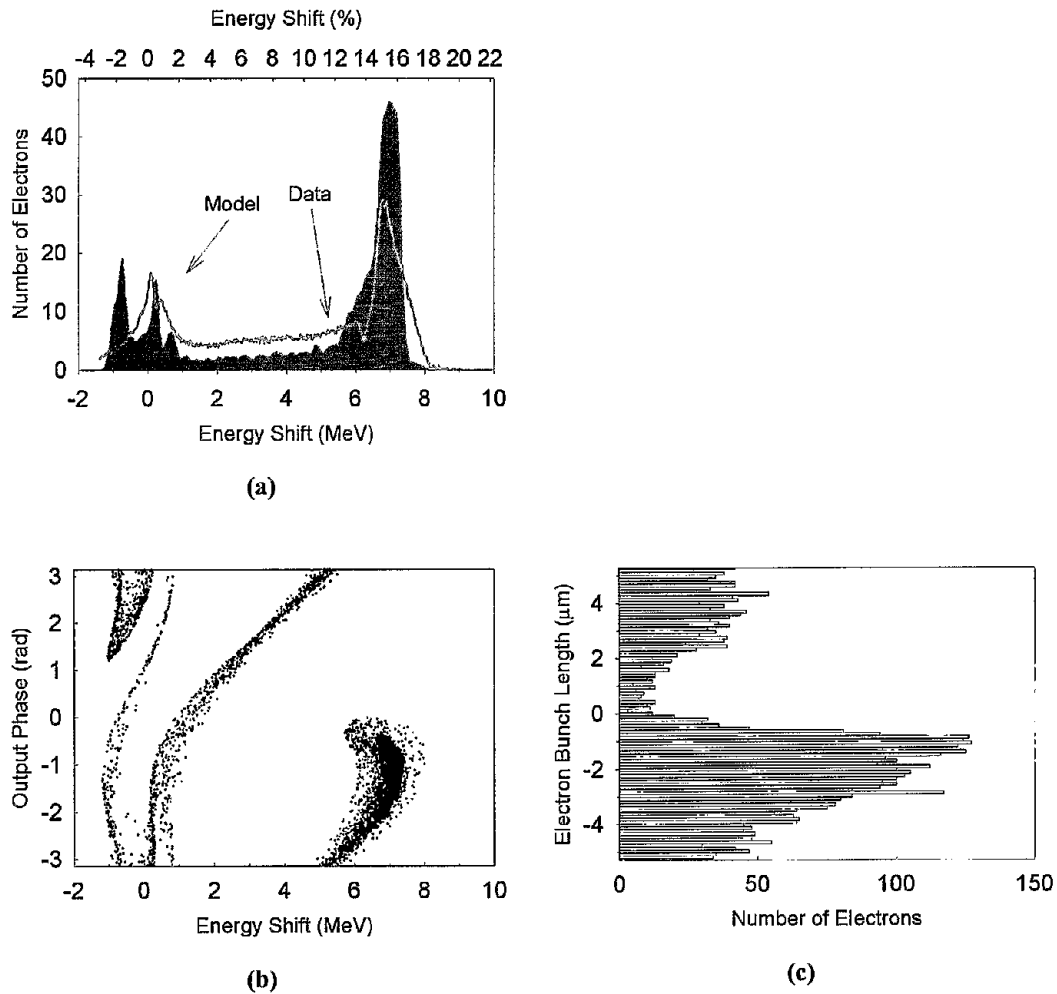 Energy Shift (%)
-4 -2 0 2 4 6 8 10 12 14 16 18 20 22
50
40
30
20
10
0
Number of Electrons
Model
Data
-2 0 2 4 6 8 10
Energy Shift (MeV)
(a)
3
2
1
0
-1
-2
-3
Output Phase (rad)
-2 0 2 4 6 8 10
Energy Shift (MeV)
(b)
4
2
0
-2
-4
Electron Bunch Length (μm)
0 50 100 150
Number of Electrons
(c)